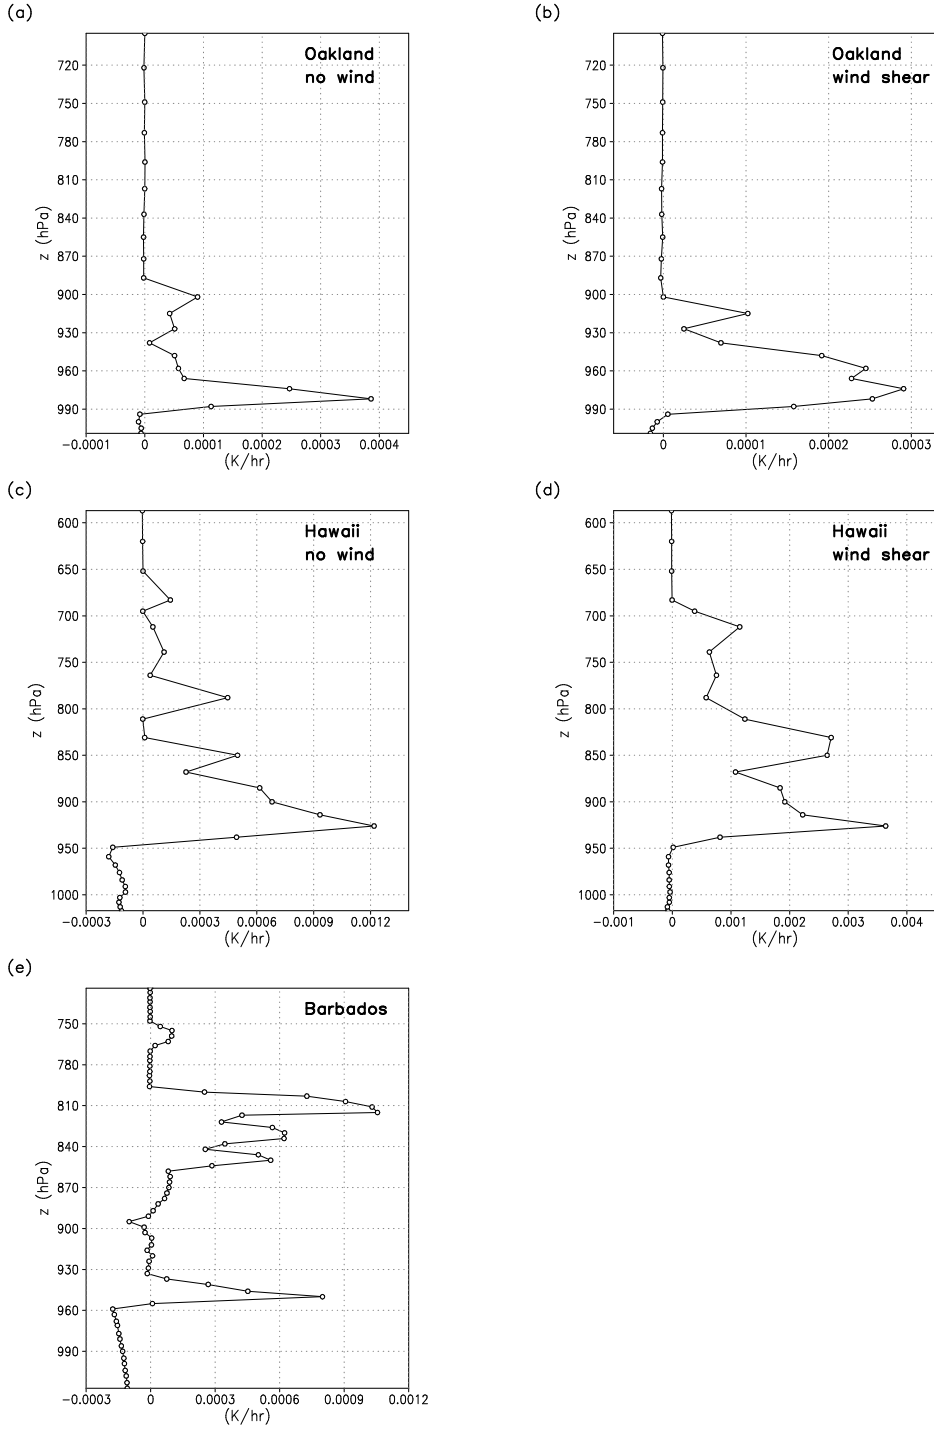 (a)
Oakland
no wind
720
750
780
810
840
870
900
930
960
990
z (hPa)
−0.0001 0 0.0001 0.0002 0.0003 0.0004
(K/hr)
(b)
Oakland
wind shear
720
750
780
810
840
870
900
930
960
990
z (hPa)
0 0.0001 0.0002 0.0003
(K/hr)
(c)
Hawaii
no wind
600
650
700
750
800
850
900
950
1000
z (hPa)
−0.0003 0 0.0003 0.0006 0.0009 0.0012
(K/hr)
(d)
Hawaii
wind shear
600
650
700
750
800
850
900
950
1000
z (hPa)
−0.001 0 0.001 0.002 0.003 0.004
(K/hr)
(e)
Barbados
750
780
810
840
870
900
930
960
990
z (hPa)
−0.0003 0 0.0003 0.0006 0.0009 0.0012
(K/hr)